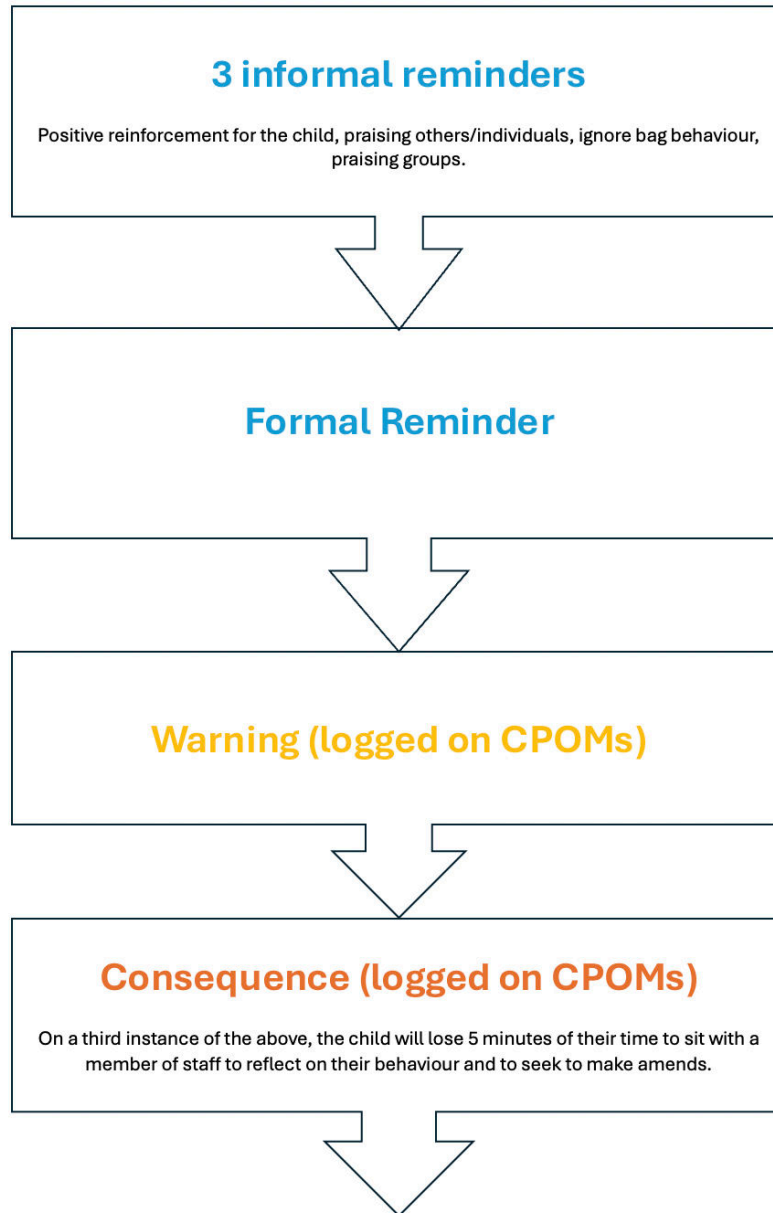 3 informal reminders
Positive reinforcement for the child, praising others/individuals, ignore bag behaviour,
praising groups.
Formal Reminder
Warning (logged on CPOMs)
Consequence (logged on CPOMs)
On a third instance of the above, the child will lose 5 minutes of their time to sit with a
member of staff to reflect on their behaviour and to seek to make amends.